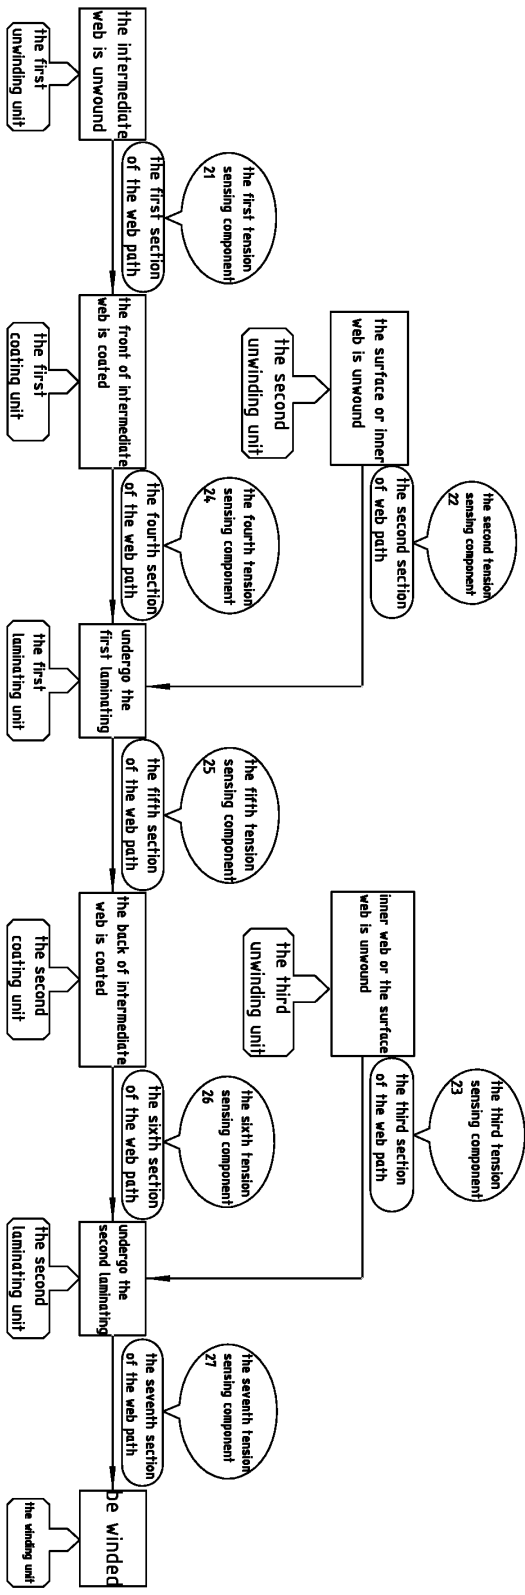 the intermediate
web is unwound
the first
unwinding unit
the first section
of the web path
the first tension
sensing component
21
the front of intermediate
web is coated
the first
coating unit
the surface or inner
web is unwound
the second
unwinding unit
the second section
of web path
the second tension
sensing component
22
the fourth section
of the web path
the fourth tension
sensing component
24
undergo the
first laminating
the first
laminating unit
the fifth section
of the web path
the fifth tension
sensing component
25
the back of intermediate
web is coated
the second
coating unit
inner web or the surface
web is unwound
the third
unwinding unit
the third section
of the web path
the third tension
sensing component
23
the sixth section
of the web path
the sixth tension
sensing component
26
undergo the
second laminating
the second
laminating unit
the seventh section
of the web path
the seventh tension
sensing component
27
be winded
the winding unit